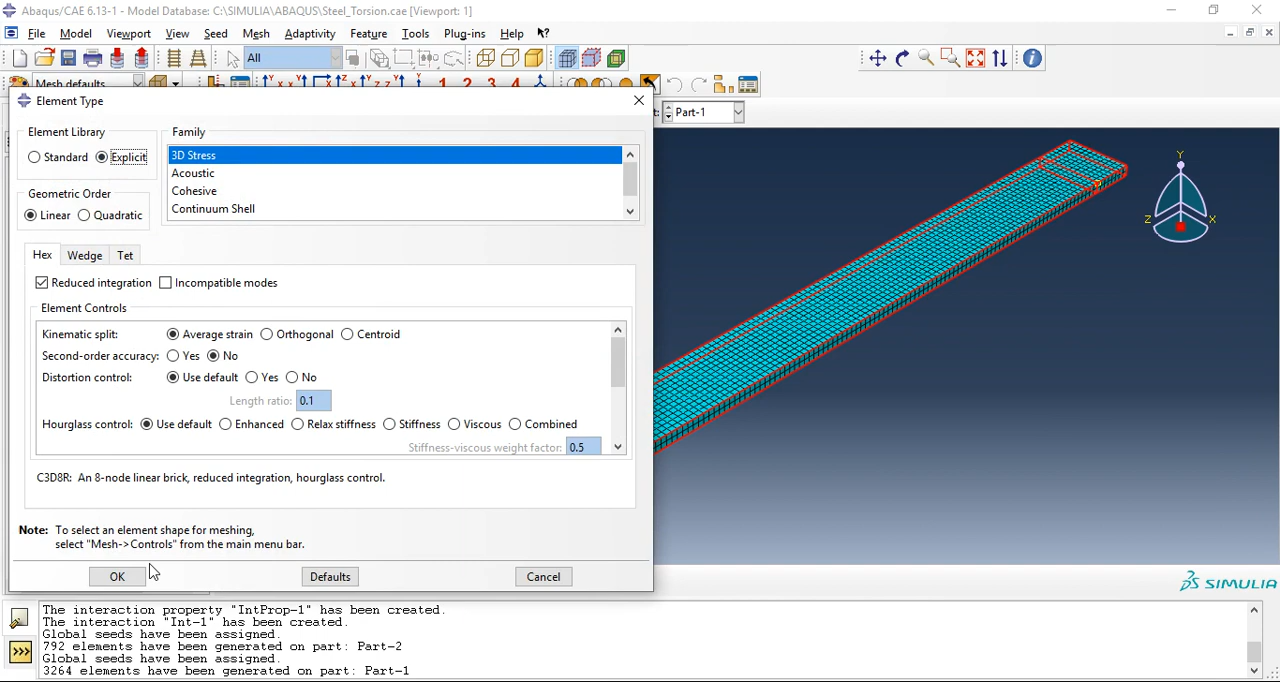 Abaqus/CAE 6.13-1 - Model Database: C:\SIMULIA\ABAQUS\Steel_Torsion.cae [Viewport: 1]
File Model Viewport View Seed Mesh Adaptivity Feature Tools Plug-ins Help
All
Mesh defaults
1 2 3 4
Element Type
t: Part-1
Element Library
Family
Standard Explicit
3D Stress
Acoustic
Cohesive
Continuum Shell
Geometric Order
Linear Quadratic
Y
Z X
Hex Wedge Tet
Reduced integration Incompatible modes
Element Controls
Kinematic split: Average strain Orthogonal Centroid
Second-order accuracy: Yes No
Distortion control: Use default Yes No
Length ratio: 0.1
Hourglass control: Use default Enhanced Relax stiffness Stiffness Viscous Combined
Stiffness-viscous weight factor: 0.5
C3D8R: An 8-node linear brick, reduced integration, hourglass control.
Note: To select an element shape for meshing,
select "Mesh->Controls" from the main menu bar.
OK Defaults Cancel
SIMULIA
The interaction property "IntProp-1" has been created.
The interaction "Int-1" has been created.
Global seeds have been assigned.
792 elements have been generated on part: Part-2
Global seeds have been assigned.
3264 elements have been generated on part: Part-1